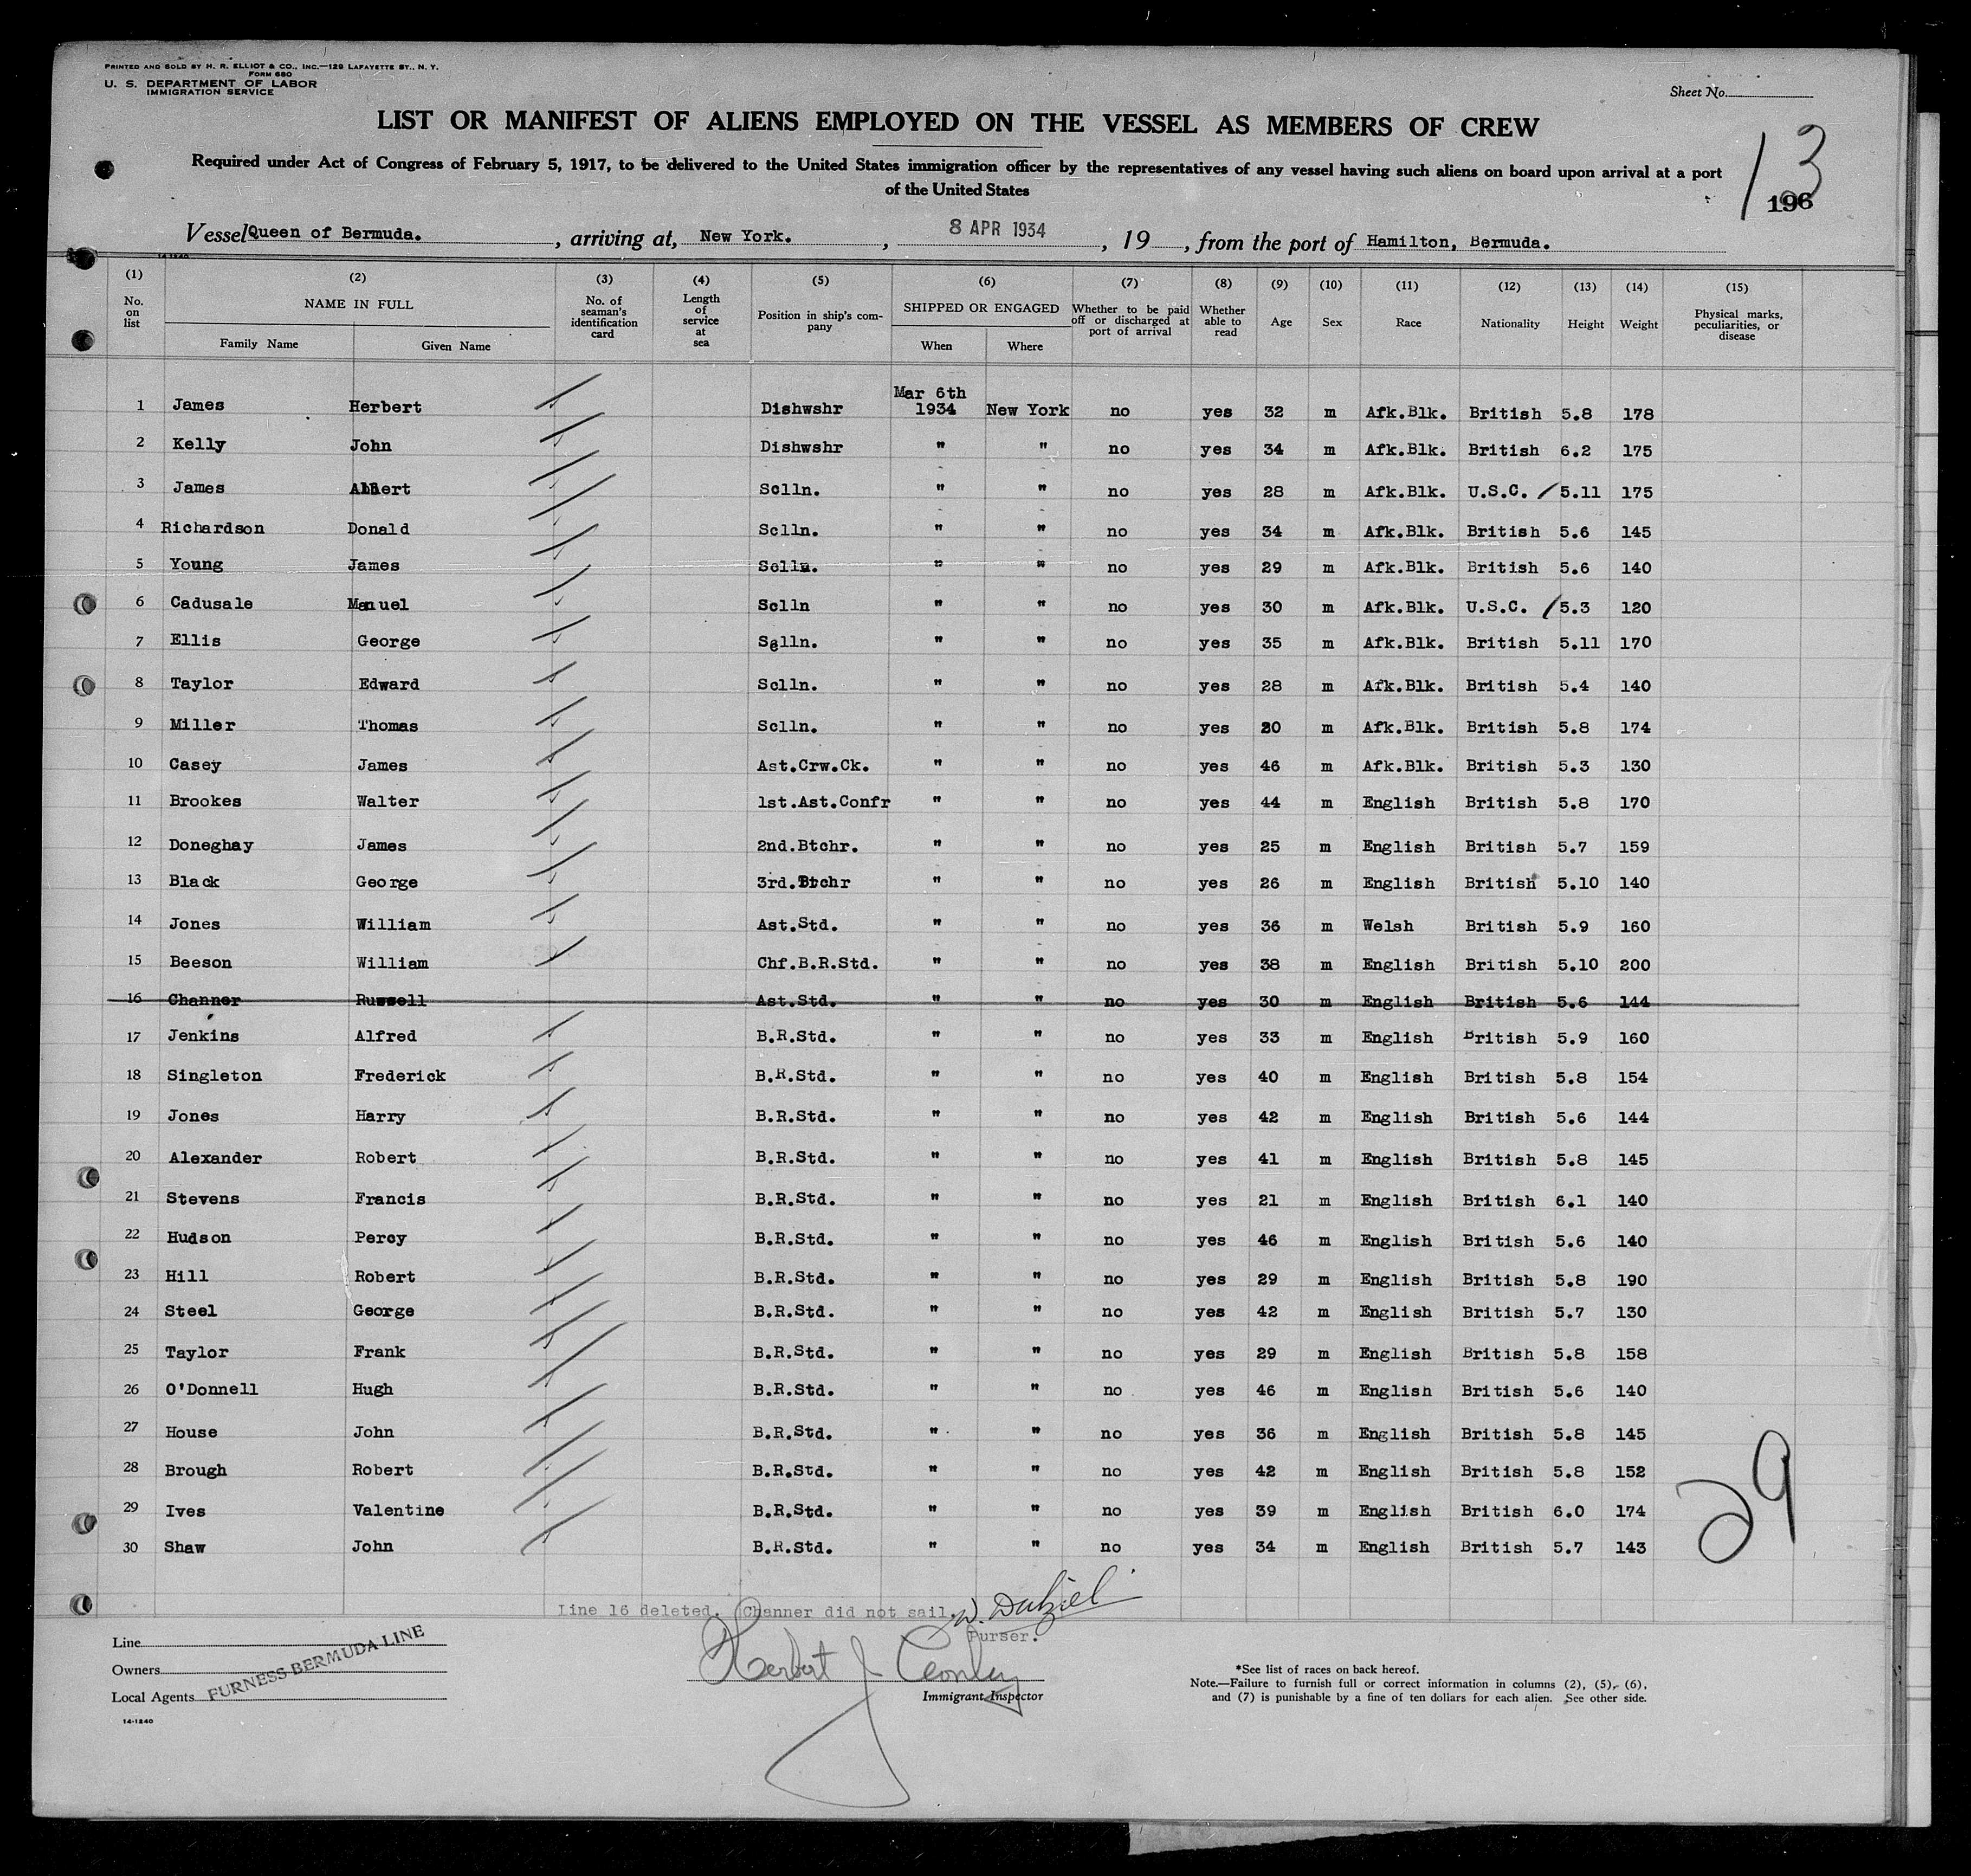 PRINTED AND SOLD BY H. R. ELLIOT & CO., INC.—129 LAFAYETTE ST., N. Y.
FORM 680
U. S. DEPARTMENT OF LABOR
IMMIGRATION SERVICE
Sheet No.
LIST OR MANIFEST OF ALIENS EMPLOYED ON THE VESSEL AS MEMBERS OF CREW
13
Required under Act of Congress of February 5, 1917, to be delivered to the United States immigration officer by the representatives of any vessel having such aliens on board upon arrival at a port
of the United States
196
Vessel Queen of Bermuda. , arriving at, New York. , 8 APR 1934 , 19 , from the port of Hamilton, Bermuda.
14-1240
(1) (2) (3) (4) (5) (6) (7) (8) (9) (10) (11) (12) (13) (14) (15)
No. on list NAME IN FULL No. of seaman's identification card Length of service at sea Position in ship's company SHIPPED OR ENGAGED Whether to be paid off or discharged at port of arrival Whether able to read Age Sex Race Nationality Height Weight Physical marks, peculiarities, or disease
Family Name Given Name When Where
Mar 6th
1 James Herbert Dishwshr 1934 New York no yes 32 m Afk.Blk. British 5.8 178
2 Kelly John Dishwshr " " no yes 34 m Afk.Blk. British 6.2 175
3 James Albert Sclln. " " no yes 28 m Afk.Blk. U.S.C. 5.11 175
4 Richardson Donald Sclln. " " no yes 34 m Afk.Blk. British 5.6 145
5 Young James Sclln. " " no yes 29 m Afk.Blk. British 5.6 140
6 Cadusale Manuel Sclln " " no yes 30 m Afk.Blk. U.S.C. 5.3 120
7 Ellis George Sclln. " " no yes 35 m Afk.Blk. British 5.11 170
8 Taylor Edward Sclln. " " no yes 28 m Afk.Blk. British 5.4 140
9 Miller Thomas Sclln. " " no yes m Afk.Blk. British 5.8 174
10 Casey James Ast.Crw.Ck. " " no yes 46 m Afk.Blk. British 5.3 130
11 Brookes Walter 1st.Ast.Confr " " no yes 44 m English British 5.8 170
12 Doneghay James 2nd.Btchr. " " no yes 25 m English British 5.7 159
13 Black George 3rd.Btchr " " no yes 26 m English British 5.10 140
14 Jones William Ast.Std. " " no yes 36 m Welsh British 5.9 160
15 Beeson William Chf.B.R.Std. " " no yes 38 m English British 5.10 200
16 Channer Russell Ast.Std. " " no yes 30 m English British 5.6 144
17 Jenkins Alfred B.R.Std. " " no yes 33 m English British 5.9 160
18 Singleton Frederick B.R.Std. " " no yes 40 m English British 5.8 154
19 Jones Harry B.R.Std. " " no yes 42 m English British 5.6 144
20 Alexander Robert B.R.Std. " " no yes 41 m English British 5.8 145
21 Stevens Francis B.R.Std. " " no yes 21 m English British 6.1 140
22 Hudson Percy B.R.Std. " " no yes 46 m English British 5.6 140
23 Hill Robert B.R.Std. " " no yes 29 m English British 5.8 190
24 Steel George B.R.Std. " " no yes 42 m English British 5.7 130
25 Taylor Frank B.R.Std. " " no yes 29 m English British 5.8 158
26 O'Donnell Hugh B.R.Std. " " no yes 46 m English British 5.6 140
27 House John B.R.Std. " " no yes 36 m English British 5.8 145
28 Brough Robert B.R.Std. " " no yes 42 m English British 5.8 152
29 Ives Valentine B.R.Std. " " no yes 39 m English British 6.0 174
30 Shaw John B.R.Std. " " no yes 34 m English British 5.7 143
29
Line 16 deleted. Channer did not sail. W. Dalziel
Purser.
Line
Owners
Local Agents
FURNESS BERMUDA LINE
14-1240
Herbert J
Immigrant Inspector
*See list of races on back hereof.
Note.—Failure to furnish full or correct information in columns (2), (5), (6),
and (7) is punishable by a fine of ten dollars for each alien. See other side.